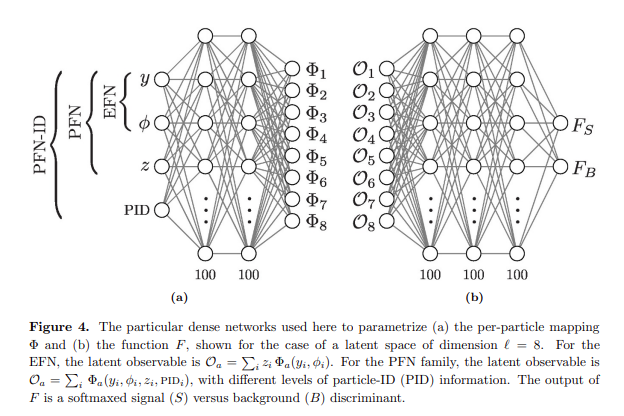 PFN-ID
PFN
EFN
y
ϕ
z
PID
Φ1
Φ2
Φ3
Φ4
Φ5
Φ6
Φ7
Φ8
100 100
(a)
𝒪1
𝒪2
𝒪3
𝒪4
𝒪5
𝒪6
𝒪7
𝒪8
F_S
F_B
100 100 100
(b)
Figure 4. The particular dense networks used here to parametrize (a) the per-particle mapping
Φ and (b) the function F, shown for the case of a latent space of dimension ℓ = 8. For the
EFN, the latent observable is 𝒪a = ∑i zi Φa(yi, ϕi). For the PFN family, the latent observable is
𝒪a = ∑i Φa(yi, ϕi, zi, PIDi), with different levels of particle-ID (PID) information. The output of
F is a softmaxed signal (S) versus background (B) discriminant.